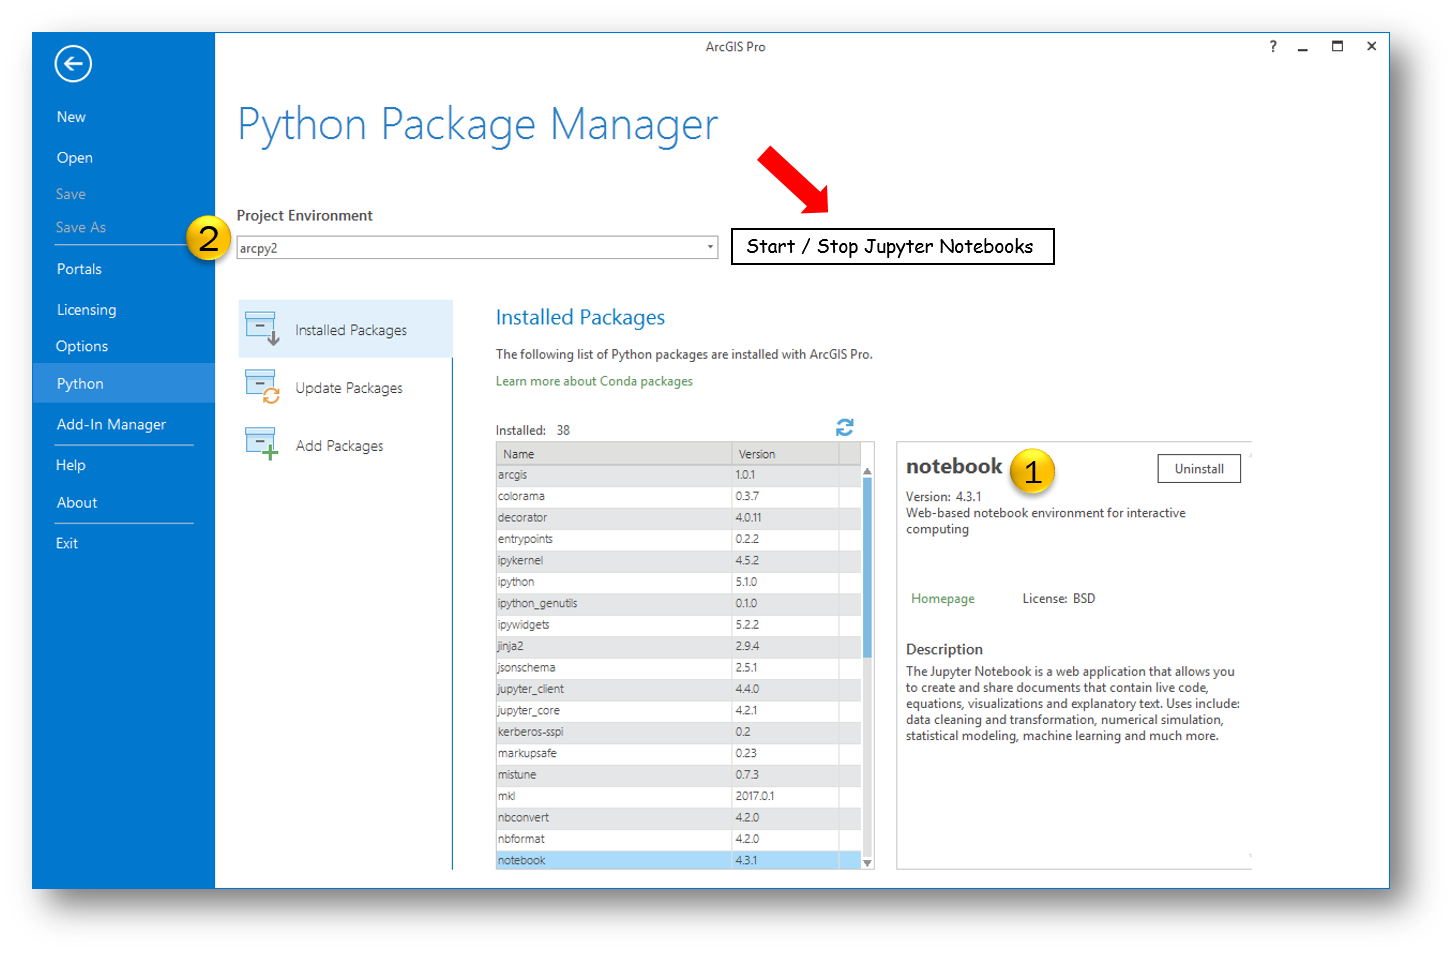 ArcGIS Pro
?
New
Open
Save
Save As
Portals
Licensing
Options
Python
Add-In Manager
Help
About
Exit
Python Package Manager
Project Environment
2
arcpy2
Start / Stop Jupyter Notebooks
Installed Packages
Update Packages
Add Packages
Installed Packages
The following list of Python packages are installed with ArcGIS Pro.
Learn more about Conda packages
Installed: 38
Name Version
arcgis 1.0.1
colorama 0.3.7
decorator 4.0.11
entrypoints 0.2.2
ipykernel 4.5.2
ipython 5.1.0
ipython_genutils 0.1.0
ipywidgets 5.2.2
jinja2 2.9.4
jsonschema 2.5.1
jupyter_client 4.4.0
jupyter_core 4.2.1
kerberos-sspi 0.2
markupsafe 0.23
mistune 0.7.3
mkl 2017.0.1
nbconvert 4.2.0
nbformat 4.2.0
notebook 4.3.1
notebook
1
Uninstall
Version: 4.3.1
Web-based notebook environment for interactive
computing
Homepage License: BSD
Description
The Jupyter Notebook is a web application that allows you
to create and share documents that contain live code,
equations, visualizations and explanatory text. Uses include:
data cleaning and transformation, numerical simulation,
statistical modeling, machine learning and much more.